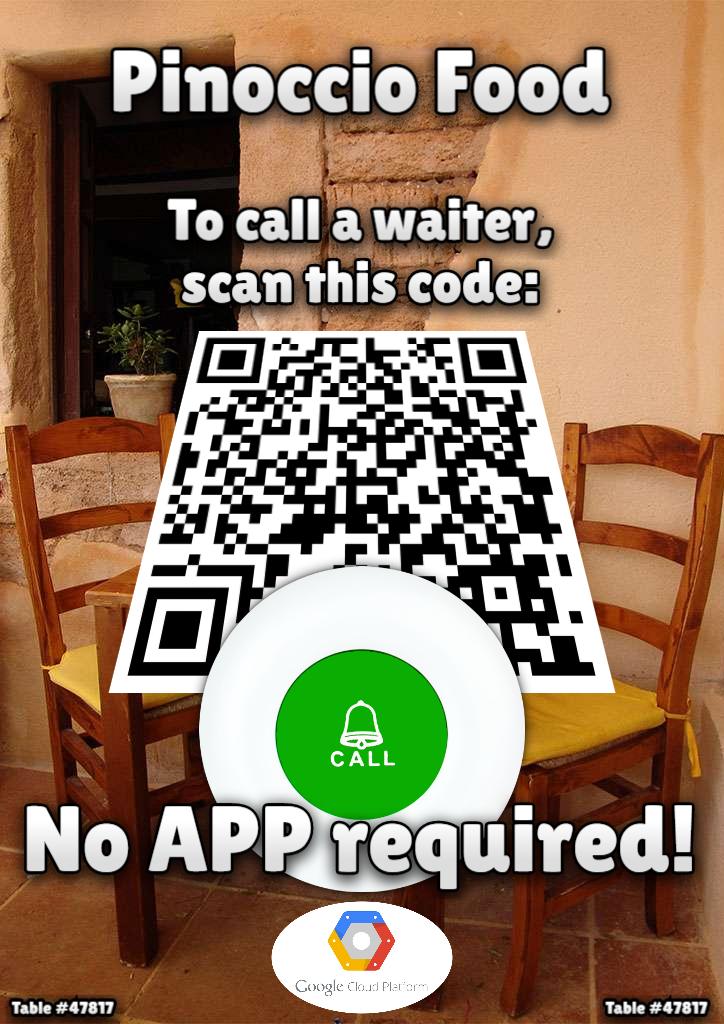 Pinoccio Food
To call a waiter,
scan this code:
CALL
No APP required!
Google Cloud Platform
Table #47817
Table #47817